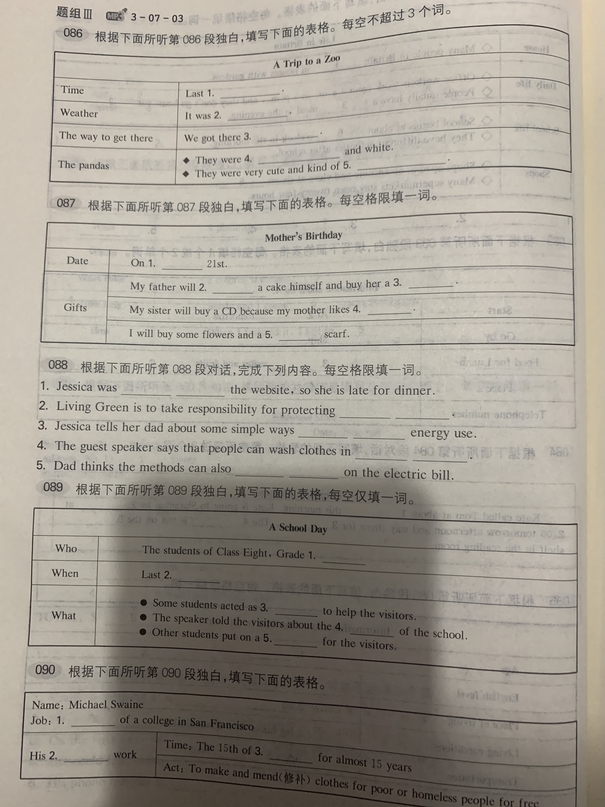 题组Ⅲ MP3 3-07-03
086 根据下面所听第 086 段独白,填写下面的表格。每空不超过 3 个词。
A Trip to a Zoo
Time Last 1. ________.
Weather It was 2. ________.
The way to get there We got there 3. ________.
The pandas ◆ They were 4. ________ and white.
◆ They were very cute and kind of 5. ________.
087 根据下面所听第 087 段独白,填写下面的表格。每空格限填一词。
Mother's Birthday
Date On 1. ________ 21st.
Gifts My father will 2. ________ a cake himself and buy her a 3. ________.
My sister will buy a CD because my mother likes 4. ________.
I will buy some flowers and a 5. ________ scarf.
088 根据下面所听第 088 段对话,完成下列内容。每空格限填一词。
1. Jessica was ________ ________ the website, so she is late for dinner.
2. Living Green is to take responsibility for protecting ________ ________.
3. Jessica tells her dad about some simple ways ________ ________ energy use.
4. The guest speaker says that people can wash clothes in ________ ________.
5. Dad thinks the methods can also ________ ________ on the electric bill.
089 根据下面所听第 089 段独白,填写下面的表格,每空仅填一词。
A School Day
Who The students of Class Eight, Grade 1. ________
When Last 2. ________
What ● Some students acted as 3. ________ to help the visitors.
● The speaker told the visitors about the 4. ________ of the school.
● Other students put on a 5. ________ for the visitors.
090 根据下面所听第 090 段独白,填写下面的表格。
Name: Michael Swaine
Job: 1. ________ of a college in San Francisco
His 2. ________ work Time: The 15th of 3. ________ for almost 15 years
Act: To make and mend(修补) clothes for poor or homeless people for free